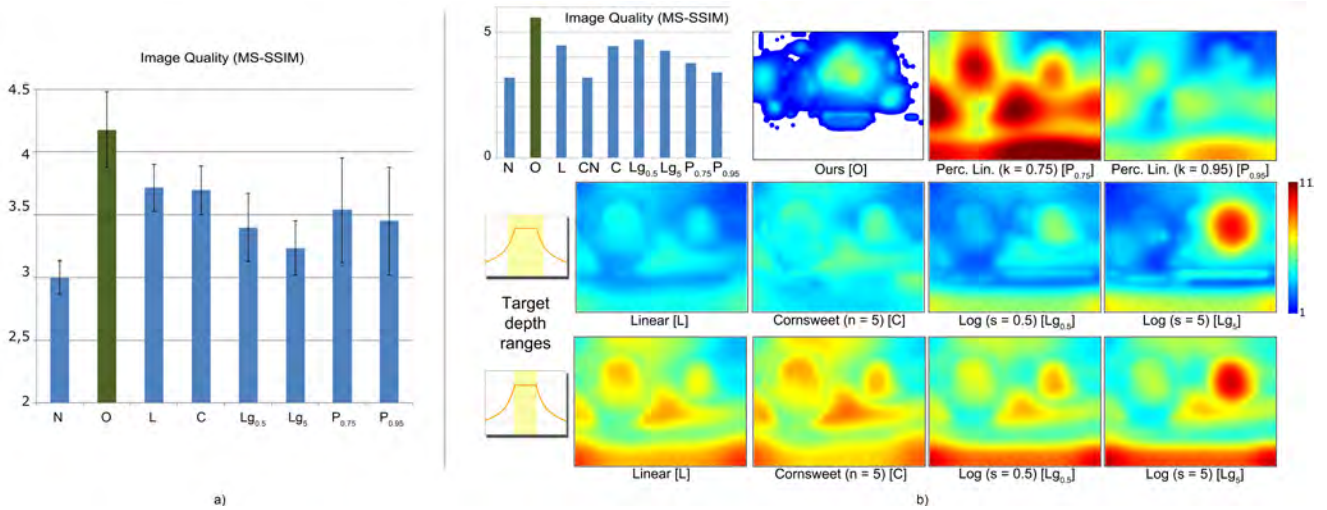 Image Quality (MS-SSIM)
4.5
4
3.5
3
2,5
2
N O L C Lg0.5 Lg5 P0.75 P0.95
a)
Image Quality (MS-SSIM)
5
0
N O L CN C Lg0.5 Lg5 P0.75 P0.95
Ours [O]
Perc. Lin. (k = 0.75) [P0.75]
Perc. Lin. (k = 0.95) [P0.95]
11
1
Target
depth
ranges
Linear [L]
Cornsweet (n = 5) [C]
Log (s = 0.5) [Lg0.5]
Log (s = 5) [Lg5]
Linear [L]
Cornsweet (n = 5) [C]
Log (s = 0.5) [Lg0.5]
Log (s = 5) [Lg5]
b)